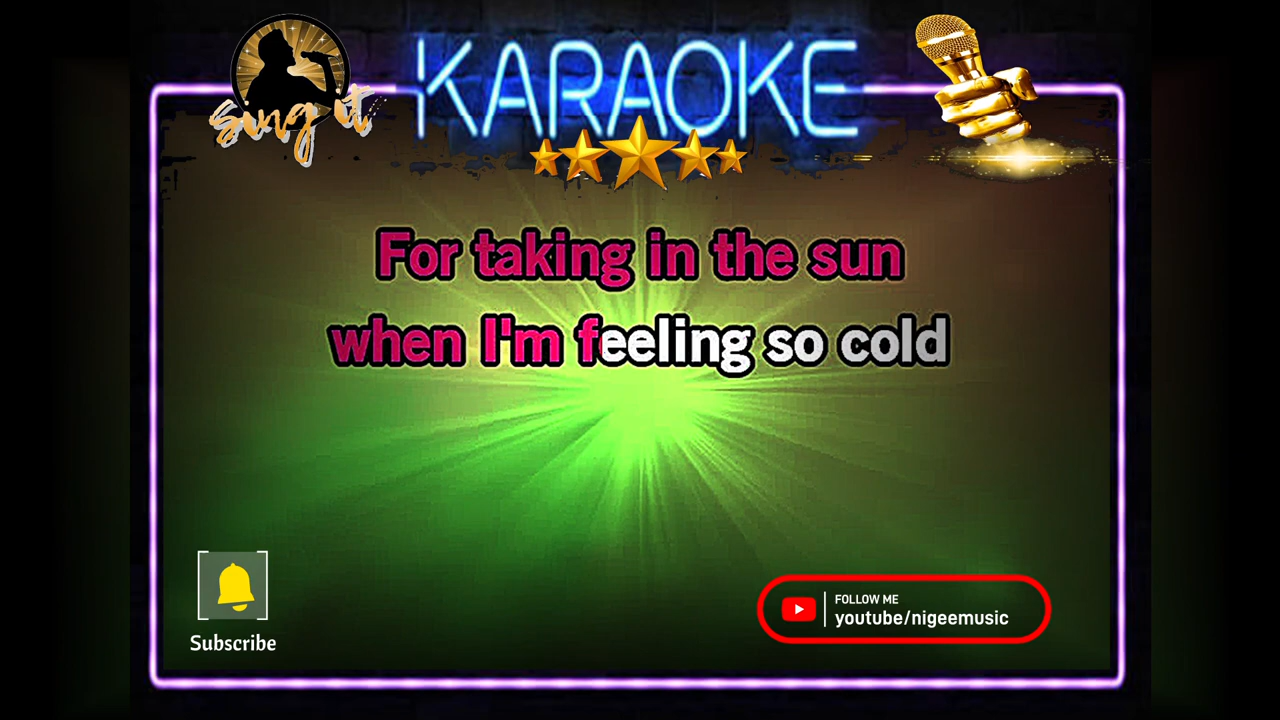 sing it
KARAOKE
For taking in the sun
when I'm feeling so cold
Subscribe
FOLLOW ME
youtube/nigeemusic